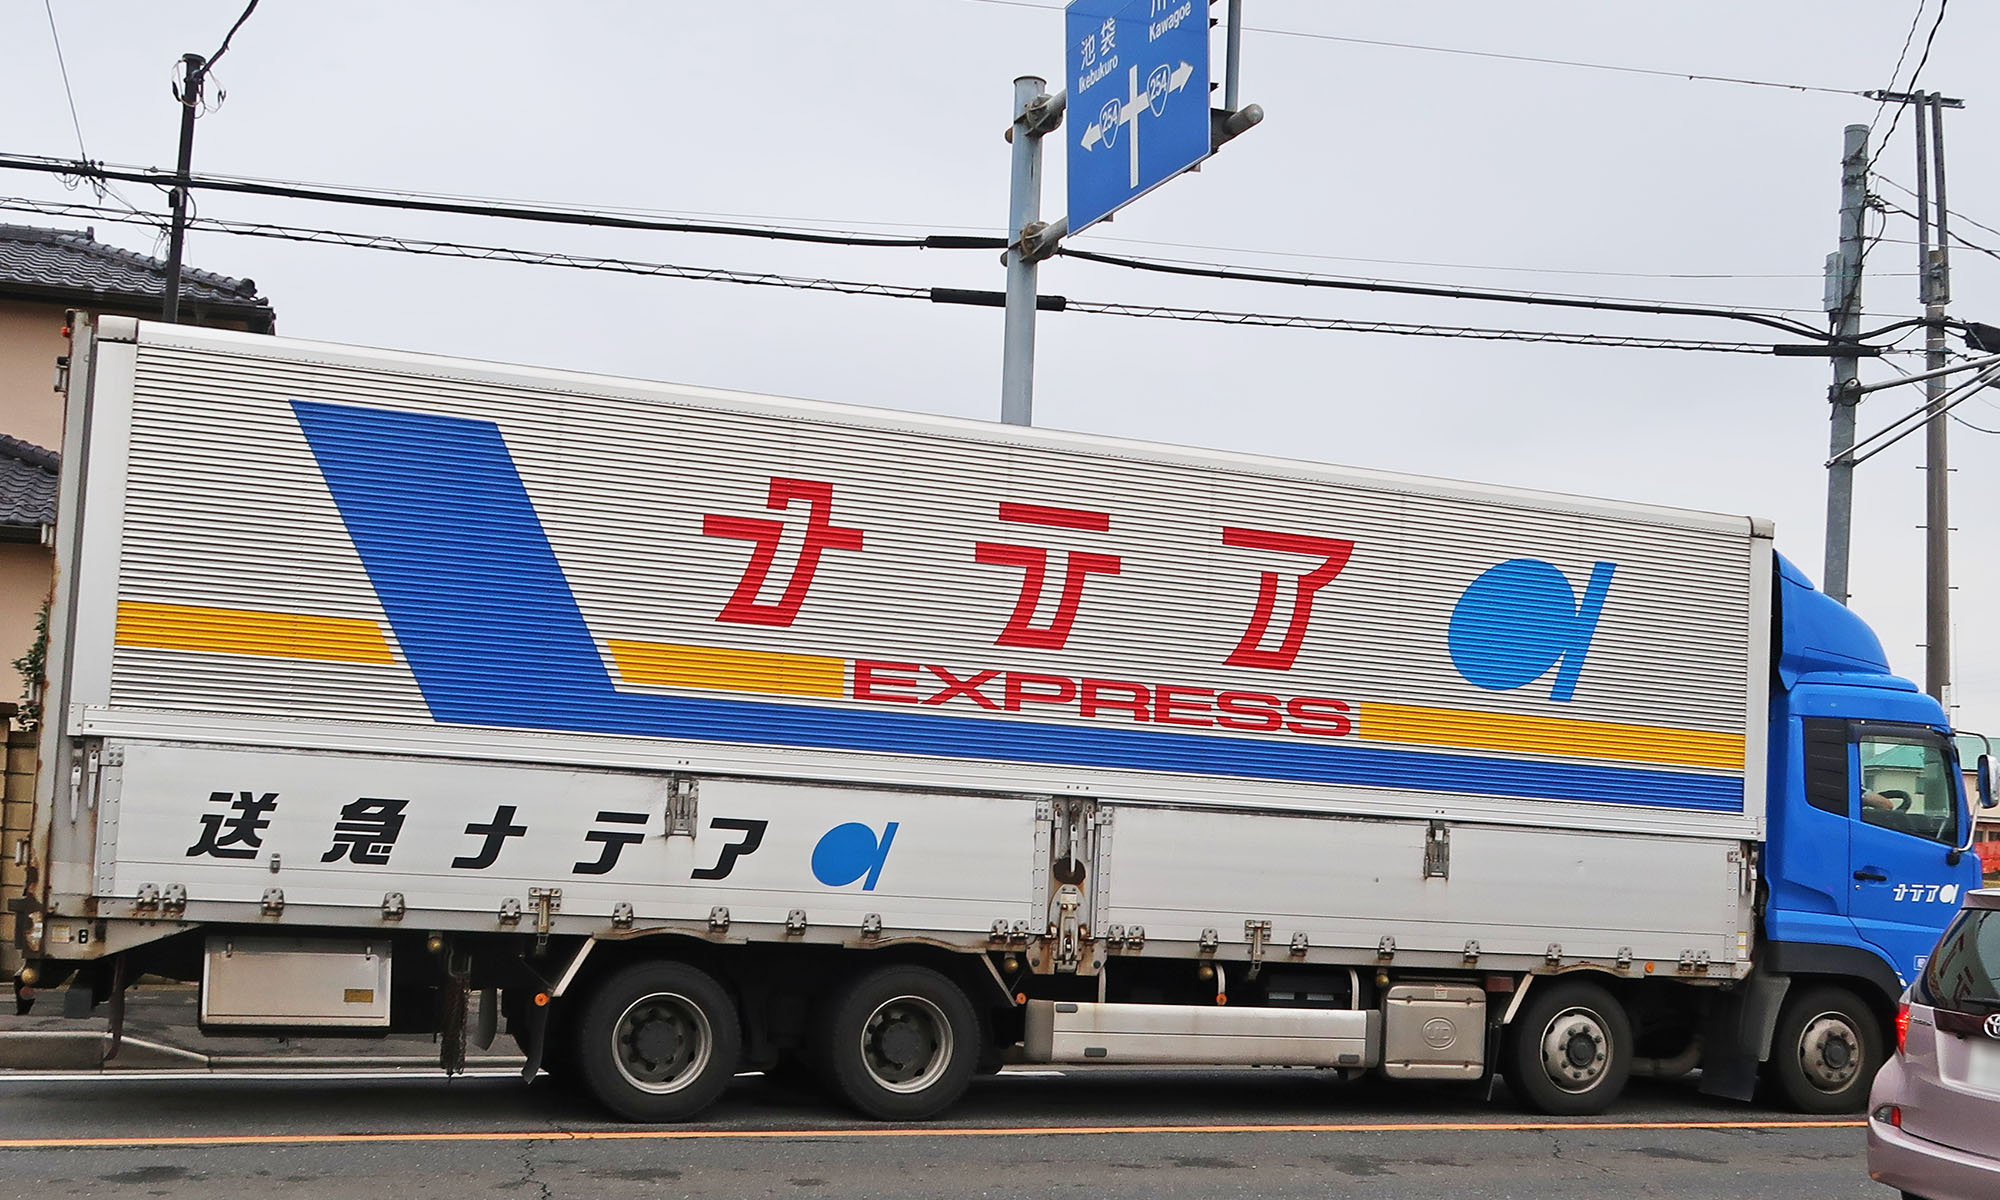 池袋
Ikebukuro
Kawagoe
254 254
ナテア
EXPRESS
送急ナテア
ナテア